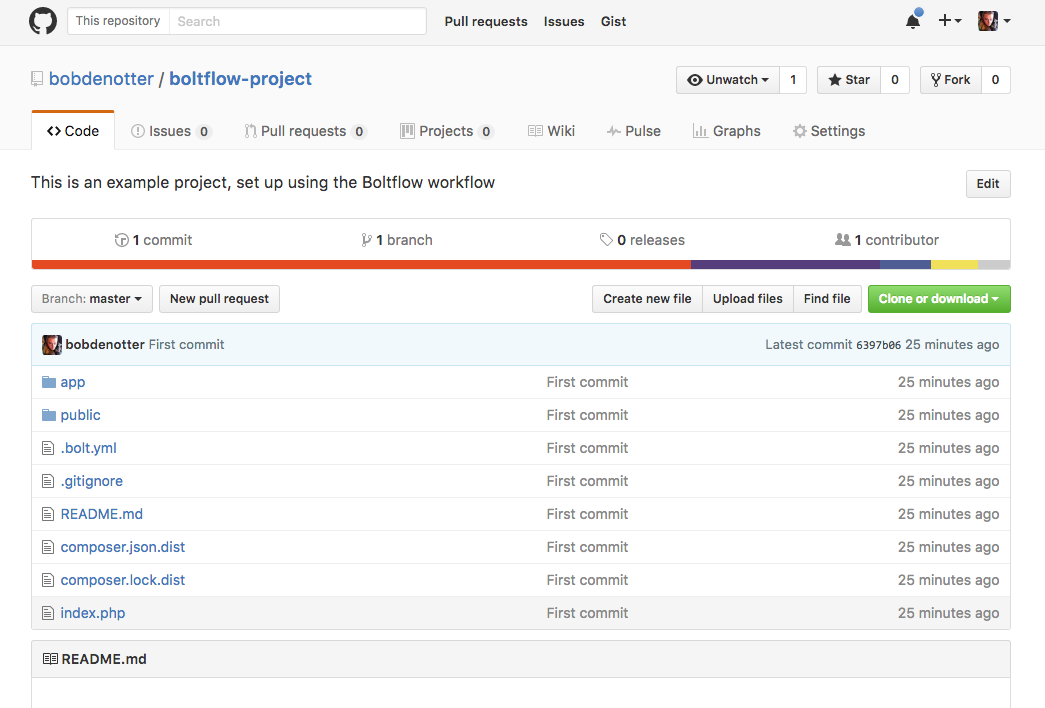 This repository Search Pull requests Issues Gist
bobdenotter / boltflow-project Unwatch 1 Star 0 Fork 0
Code Issues 0 Pull requests 0 Projects 0 Wiki Pulse Graphs Settings
This is an example project, set up using the Boltflow workflow Edit
1 commit 1 branch 0 releases 1 contributor
Branch: master New pull request Create new file Upload files Find file Clone or download
bobdenotter First commit Latest commit 6397b06 25 minutes ago
app First commit 25 minutes ago
public First commit 25 minutes ago
.bolt.yml First commit 25 minutes ago
.gitignore First commit 25 minutes ago
README.md First commit 25 minutes ago
composer.json.dist First commit 25 minutes ago
composer.lock.dist First commit 25 minutes ago
index.php First commit 25 minutes ago
README.md